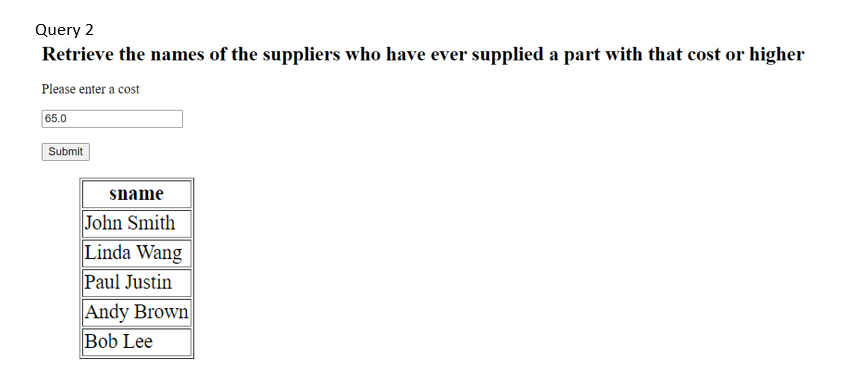 Query 2
Retrieve the names of the suppliers who have ever supplied a part with that cost or higher
Please enter a cost
65.0
Submit
sname
John Smith
Linda Wang
Paul Justin
Andy Brown
Bob Lee